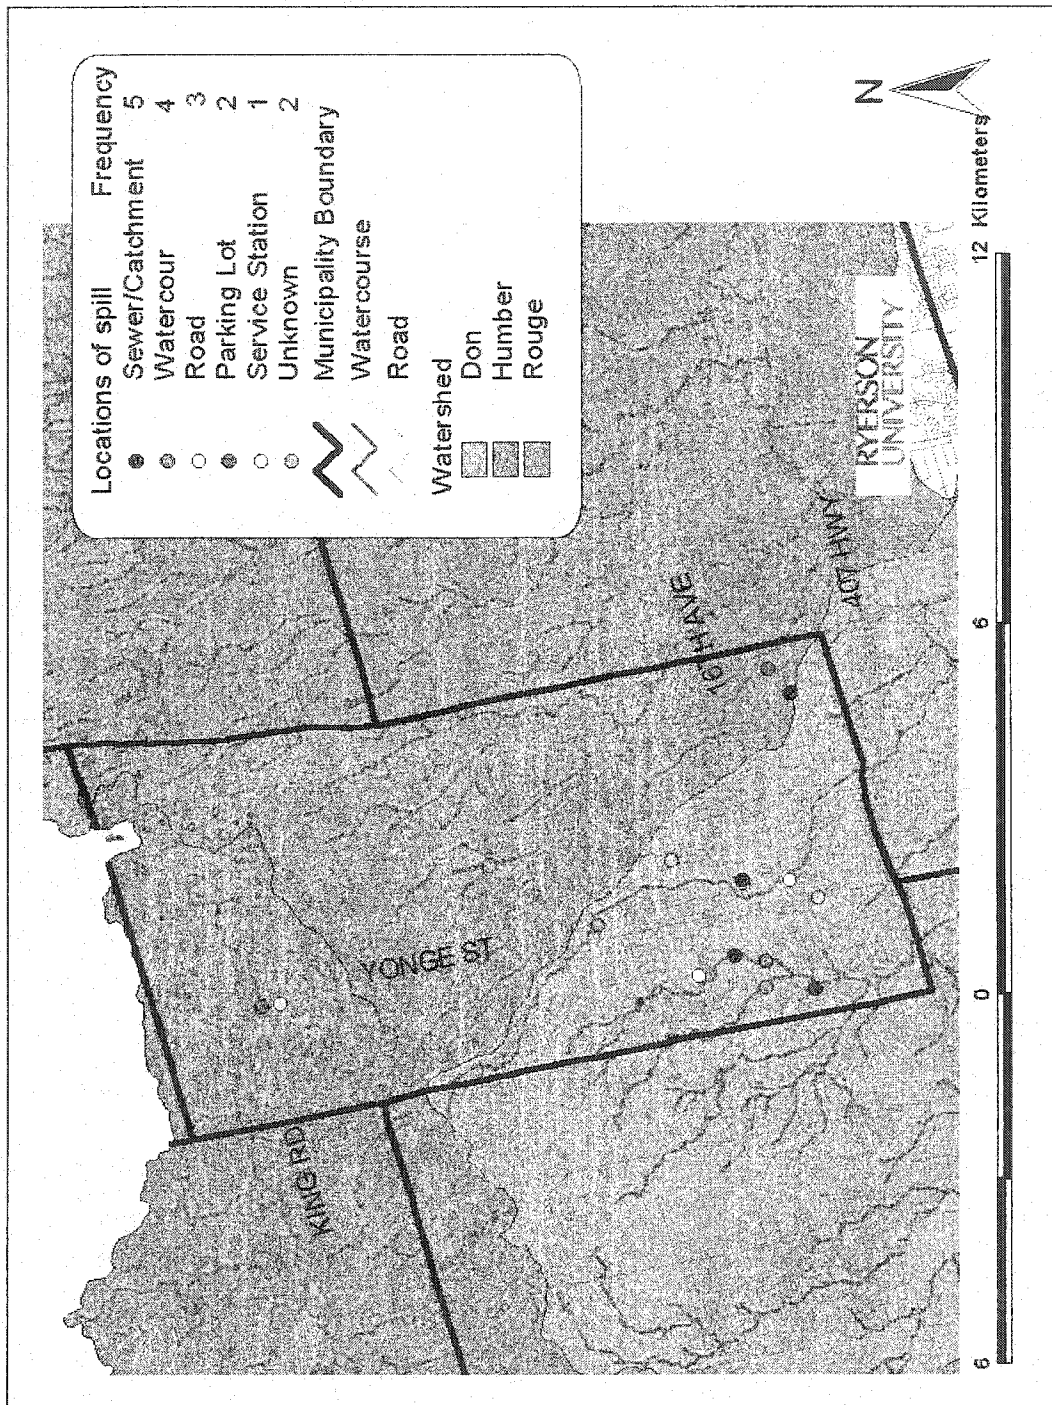 Locations of spill Frequency
Sewer/Catchment 5
Watercour 4
Road 3
Parking Lot 2
Service Station 1
Unknown 2
Municipality Boundary
Watercourse
Road
Watershed
Don
Humber
Rouge
KING RD
YONGE ST
16TH AVE
407 HWY
RYERSON
UNIVERSITY
N
6 0 6 12 Kilometers